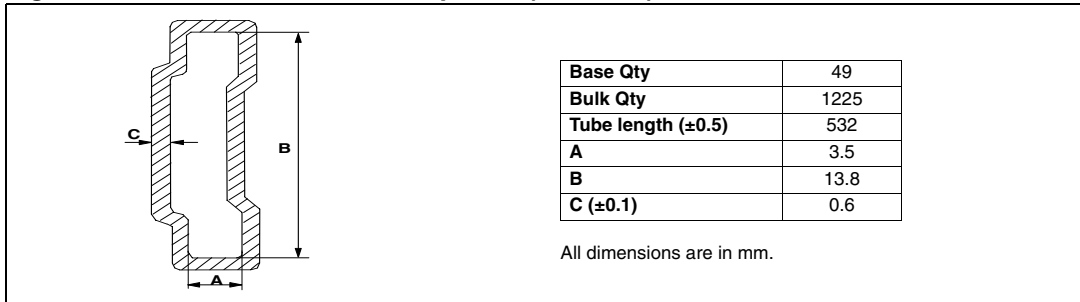 C
B
A
Base Qty 49
Bulk Qty 1225
Tube length (±0.5) 532
A 3.5
B 13.8
C (±0.1) 0.6
All dimensions are in mm.